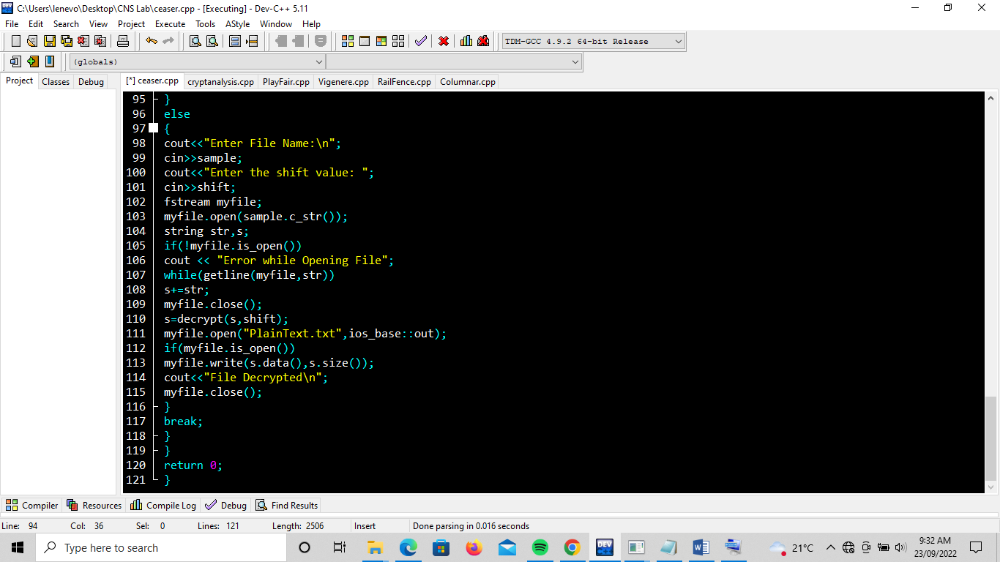 C:\Users\lenevo\Desktop\CNS Lab\ceaser.cpp - [Executing] - Dev-C++ 5.11
File Edit Search View Project Execute Tools AStyle Window Help
TDM-GCC 4.9.2 64-bit Release
(globals)
Project Classes Debug
[*] ceaser.cpp cryptanalysis.cpp PlayFair.cpp Vigenere.cpp RailFence.cpp Columnar.cpp
95 }
96 else
97 {
98 cout<<"Enter File Name:\n";
99 cin>>sample;
100 cout<<"Enter the shift value: ";
101 cin>>shift;
102 fstream myfile;
103 myfile.open(sample.c_str());
104 string str,s;
105 if(!myfile.is_open())
106 cout << "Error while Opening File";
107 while(getline(myfile,str))
108 s+=str;
109 myfile.close();
110 s=decrypt(s,shift);
111 myfile.open("PlainText.txt",ios_base::out);
112 if(myfile.is_open())
113 myfile.write(s.data(),s.size());
114 cout<<"File Decrypted\n";
115 myfile.close();
116 }
117 break;
118 }
119 }
120 return 0;
121 }
Compiler Resources Compile Log Debug Find Results
Line: 94 Col: 36 Sel: 0 Lines: 121 Length: 2506 Insert Done parsing in 0.016 seconds
Type here to search
DEV
21°C
9:32 AM
23/09/2022